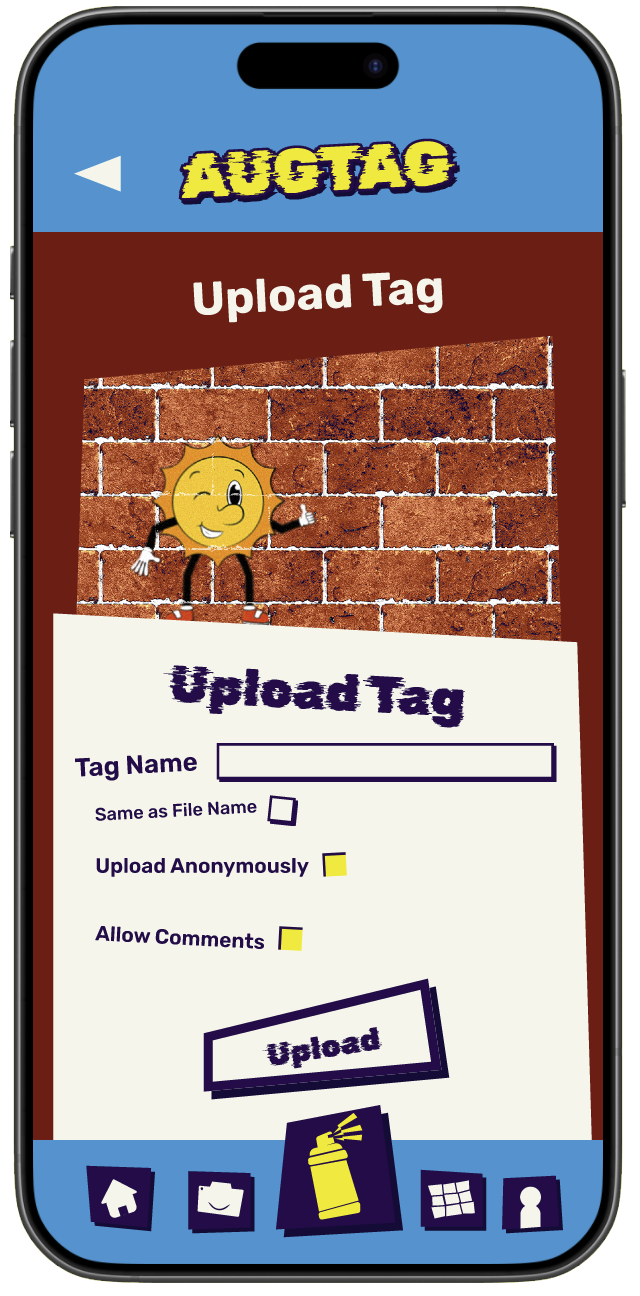 AUGTAG
Upload Tag
Upload Tag
Tag Name
Same as File Name
Upload Anonymously
Allow Comments
Upload